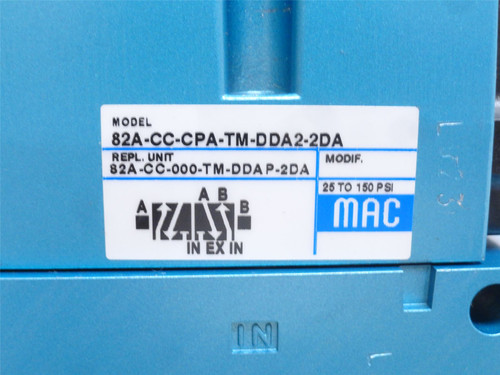 MODEL
82A-CC-CPA-TM-DDA2-2DA
REPL. UNIT
MODIF.
82A-CC-000-TM-DDAP-2DA
25 TO 150 PSI
MAC
A B
A B
IN EX IN
IN